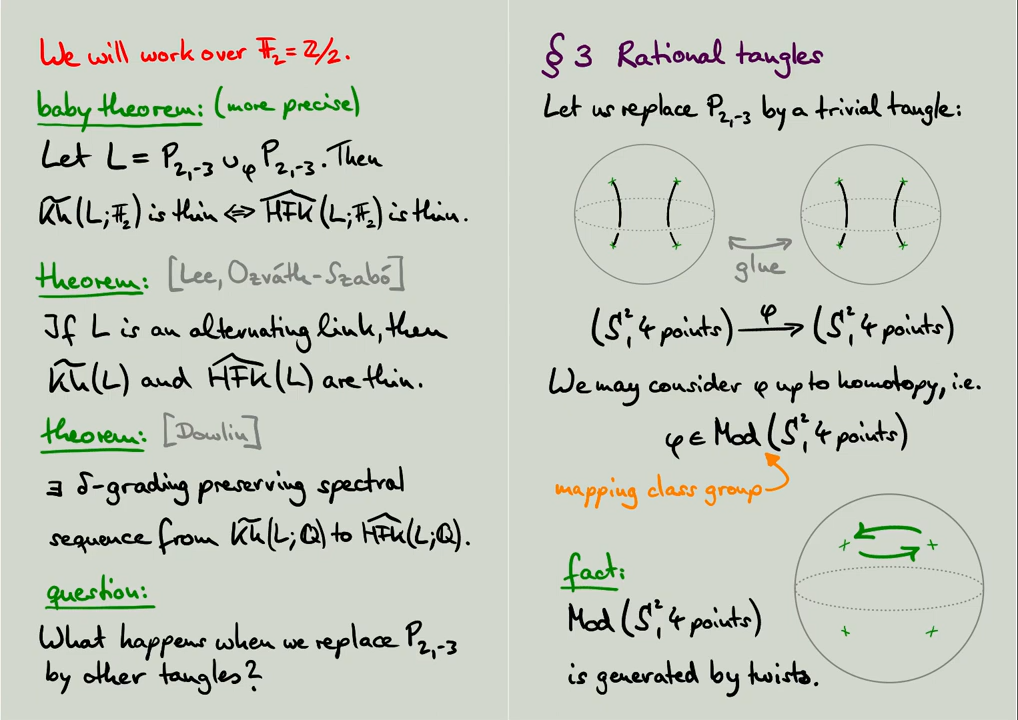 We will work over 𝔽₂ = ℤ/2.
baby theorem: (more precise)
Let L = P₂,₋₃ ∪_φ P₂,₋₃. Then
K̃h(L; 𝔽₂) is thin ⇔ ĤFK(L; 𝔽₂) is thin.
theorem: [Lee, Ozváth-Szabó]
If L is an alternating link, then
K̃h(L) and ĤFK(L) are thin.
theorem: [Dowlin]
∃ δ-grading preserving spectral
sequence from K̃h(L; ℚ) to ĤFK(L; ℚ).
question:
What happens when we replace P₂,₋₃
by other tangles?
§ 3 Rational tangles
Let us replace P₂,₋₃ by a trivial tangle:
glue
(S², 4 points) —φ→ (S², 4 points)
We may consider φ up to homotopy, i.e.
φ ∈ Mod (S², 4 points)
mapping class group
fact:
Mod (S², 4 points)
is generated by twists.